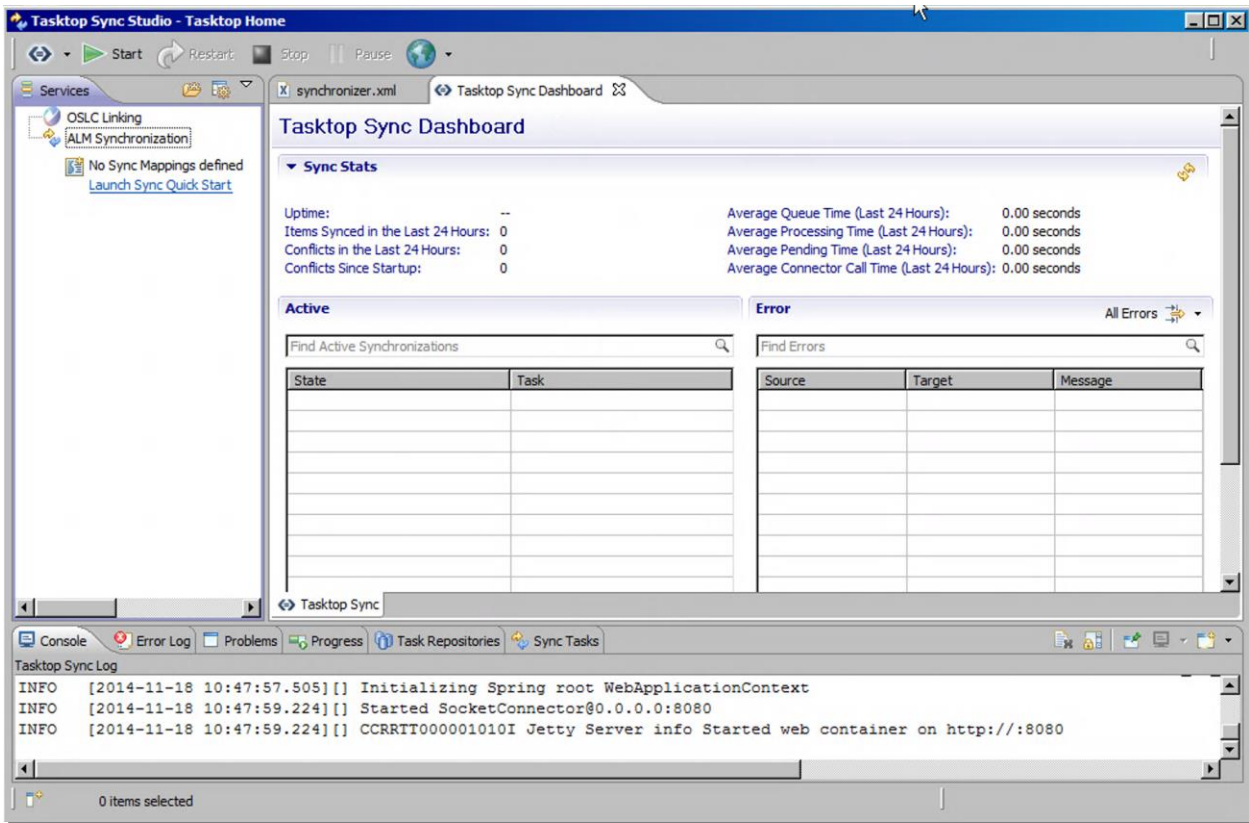 Tasktop Sync Studio - Tasktop Home
Start Restart Stop Pause
Services
OSLC Linking
ALM Synchronization
No Sync Mappings defined
Launch Sync Quick Start
synchronizer.xml Tasktop Sync Dashboard
Tasktop Sync Dashboard
Sync Stats
Uptime: --
Items Synced in the Last 24 Hours: 0
Conflicts in the Last 24 Hours: 0
Conflicts Since Startup: 0
Average Queue Time (Last 24 Hours): 0.00 seconds
Average Processing Time (Last 24 Hours): 0.00 seconds
Average Pending Time (Last 24 Hours): 0.00 seconds
Average Connector Call Time (Last 24 Hours): 0.00 seconds
Active
Find Active Synchronizations
State Task
Error All Errors
Find Errors
Source Target Message
Tasktop Sync
Console Error Log Problems Progress Task Repositories Sync Tasks
Tasktop Sync Log
INFO [2014-11-18 10:47:57.505][] Initializing Spring root WebApplicationContext
INFO [2014-11-18 10:47:59.224][] Started SocketConnector@0.0.0.0:8080
INFO [2014-11-18 10:47:59.224][] CCRRTT000001010I Jetty Server info Started web container on http://:8080
0 items selected